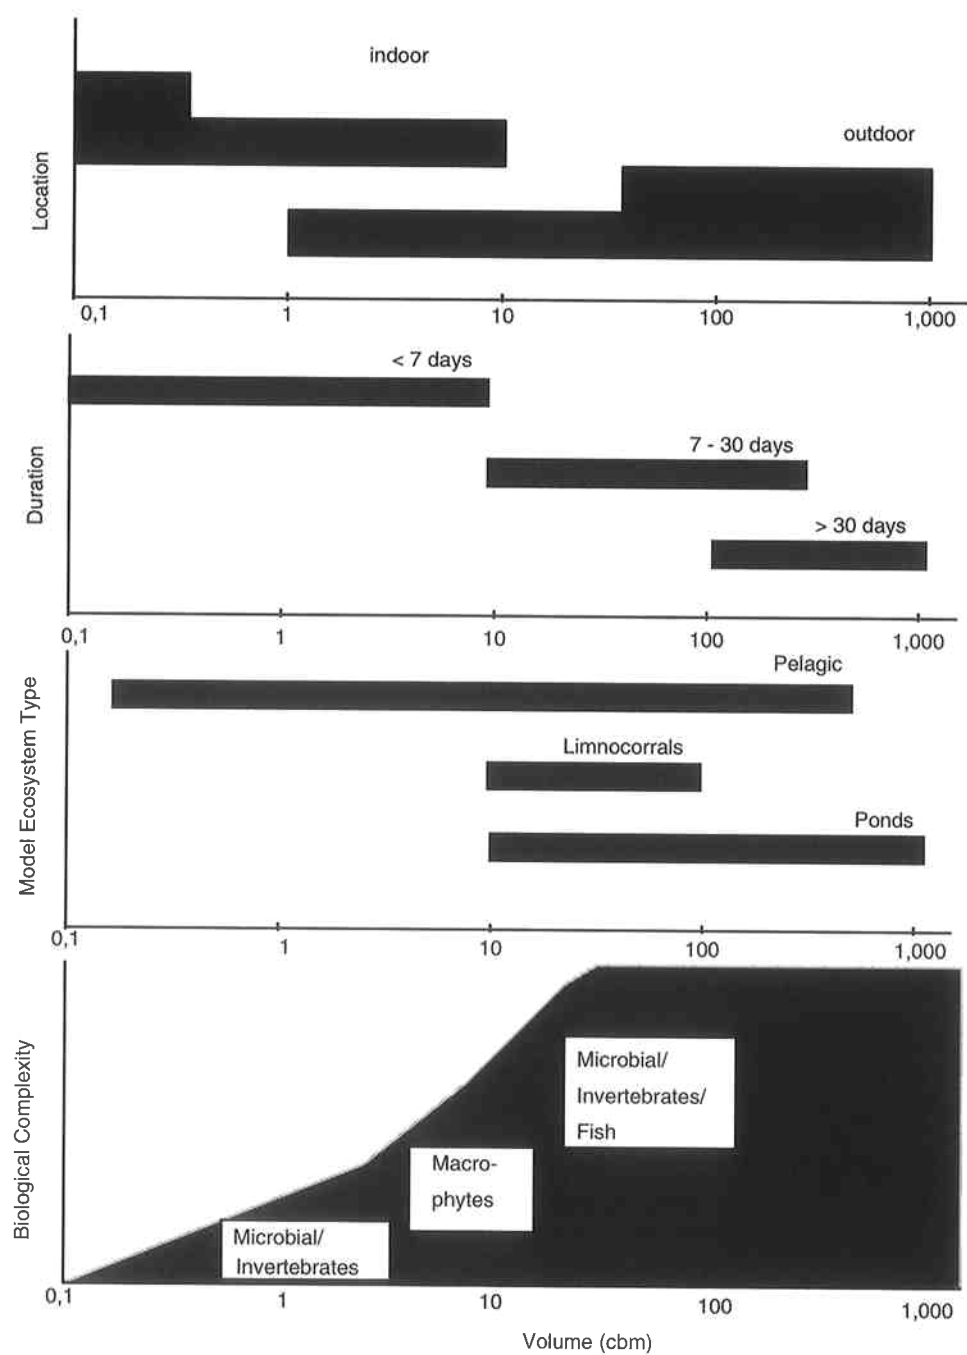 indoor
outdoor
Location
0,1 1 10 100 1,000
< 7 days
7 - 30 days
> 30 days
Duration
0,1 1 10 100 1,000
Pelagic
Limnocorrals
Ponds
Model Ecosystem Type
0,1 1 10 100 1,000
Microbial/
Invertebrates/
Fish
Macro-
phytes
Microbial/
Invertebrates
Biological Complexity
0,1 1 10 100 1,000
Volume (cbm)